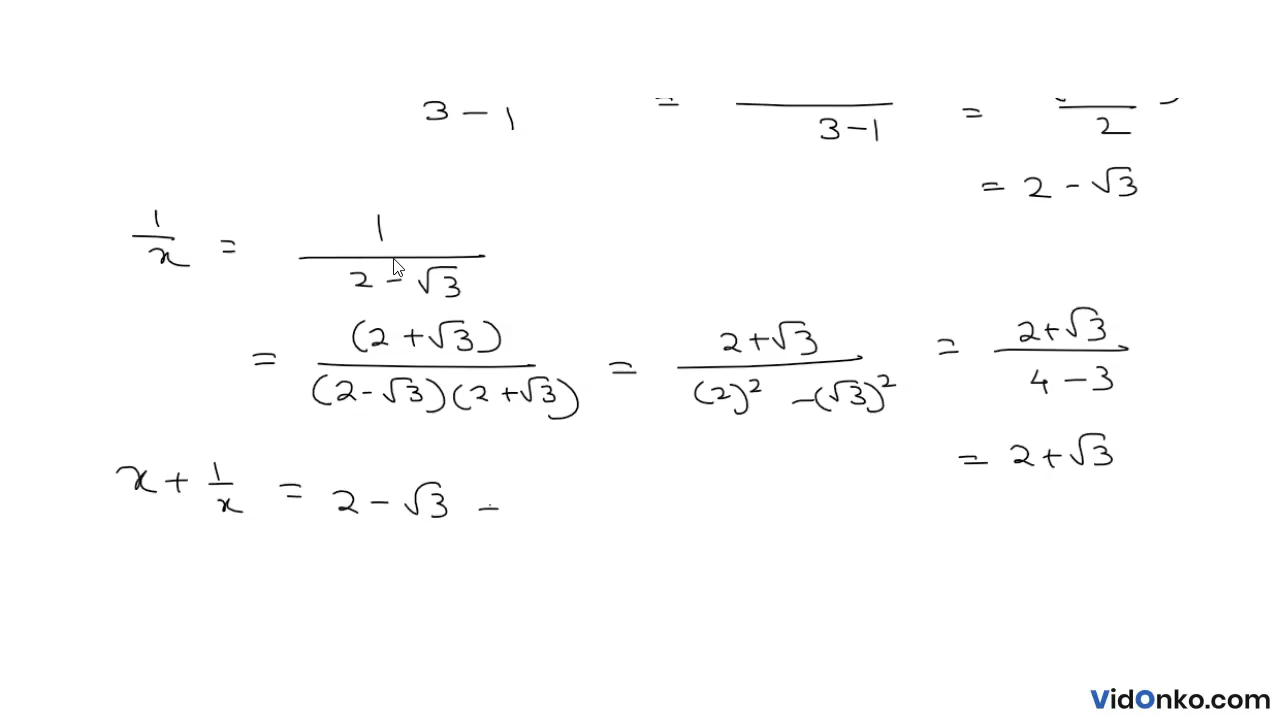 3 - 1 = 3-1 = 2
= 2 - √3
1/x = 1/(2 - √3)
= (2 + √3)/((2 - √3)(2 + √3)) = (2 + √3)/((2)² - (√3)²) = (2 + √3)/(4 - 3)
= 2 + √3
x + 1/x = 2 - √3 -
VidOnko.com